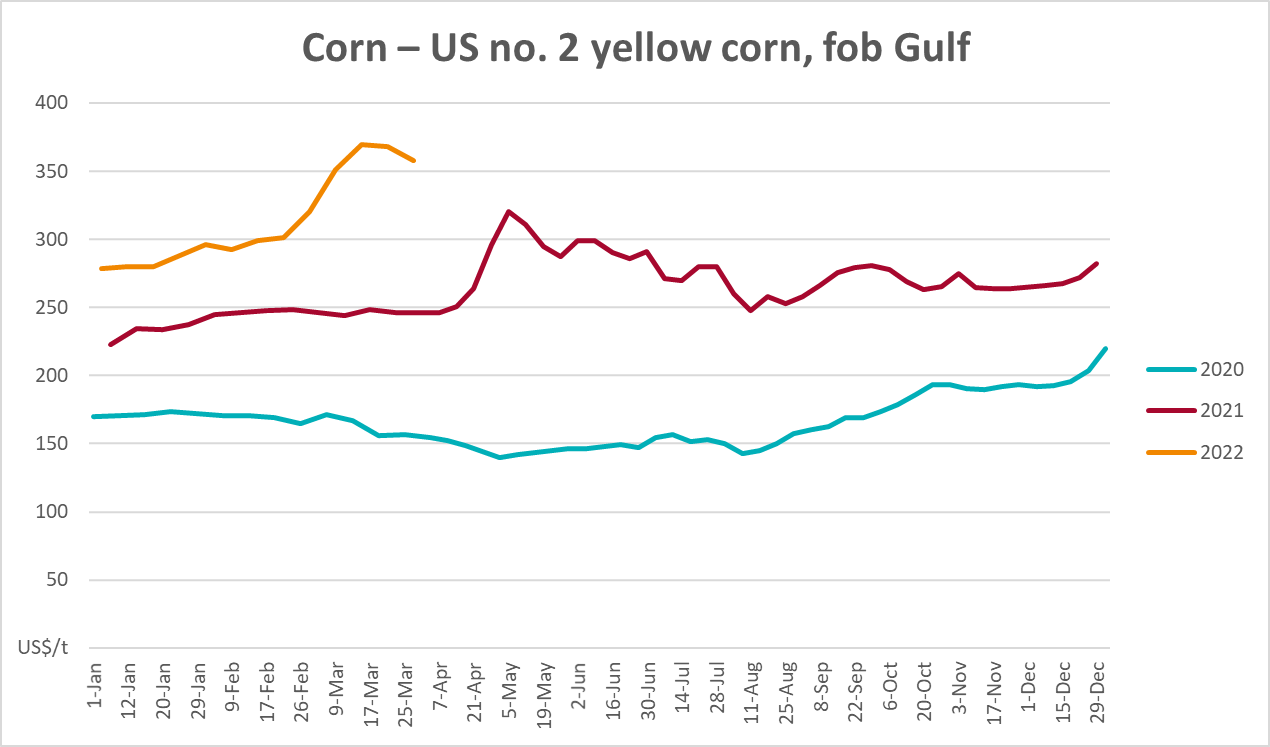 Corn – US no. 2 yellow corn, fob Gulf
400
350
300
250
200
150
100
50
US$/t
1-Jan
12-Jan
20-Jan
29-Jan
9-Feb
17-Feb
26-Feb
9-Mar
17-Mar
25-Mar
7-Apr
21-Apr
5-May
19-May
2-Jun
16-Jun
30-Jun
14-Jul
28-Jul
11-Aug
25-Aug
8-Sep
22-Sep
6-Oct
20-Oct
3-Nov
17-Nov
1-Dec
15-Dec
29-Dec
2020
2021
2022